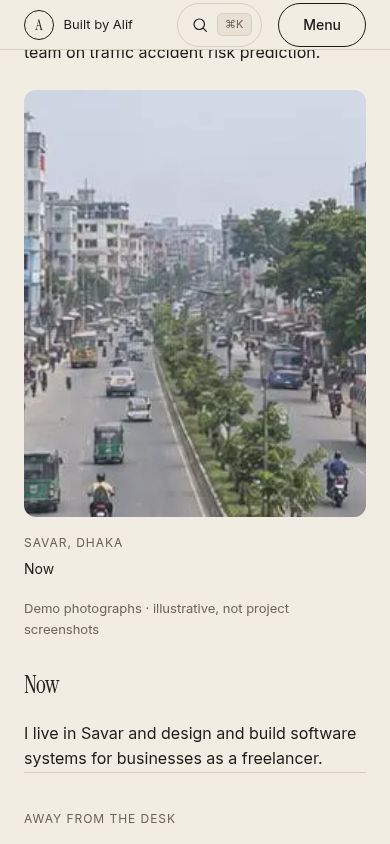 A
Built by Alif
⌘K
Menu
team on traffic accident risk prediction.
SAVAR, DHAKA
Now
Demo photographs · illustrative, not project
screenshots
Now
I live in Savar and design and build software
systems for businesses as a freelancer.
AWAY FROM THE DESK